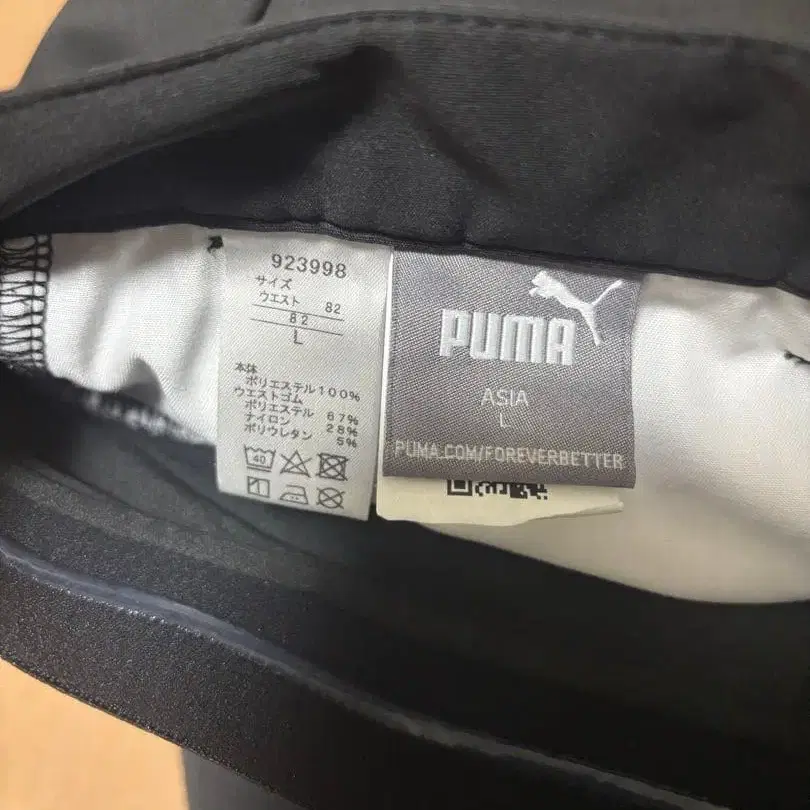 923998
サイズ
ウエスト 82
82
L
本体
ポリエステル100%
ウエストゴム
ポリエステル 67%
ナイロン 28%
ポリウレタン 5%
40
PUMA
ASIA
L
PUMA.COM/FOREVERBETTER